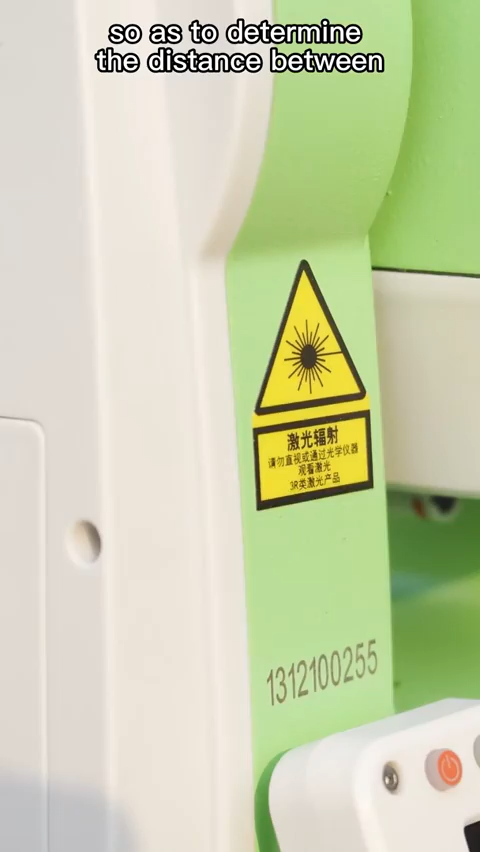 so as to determine
the distance between
激光辐射
请勿直视或通过光学仪器
观看激光
3R类激光产品
1312100255